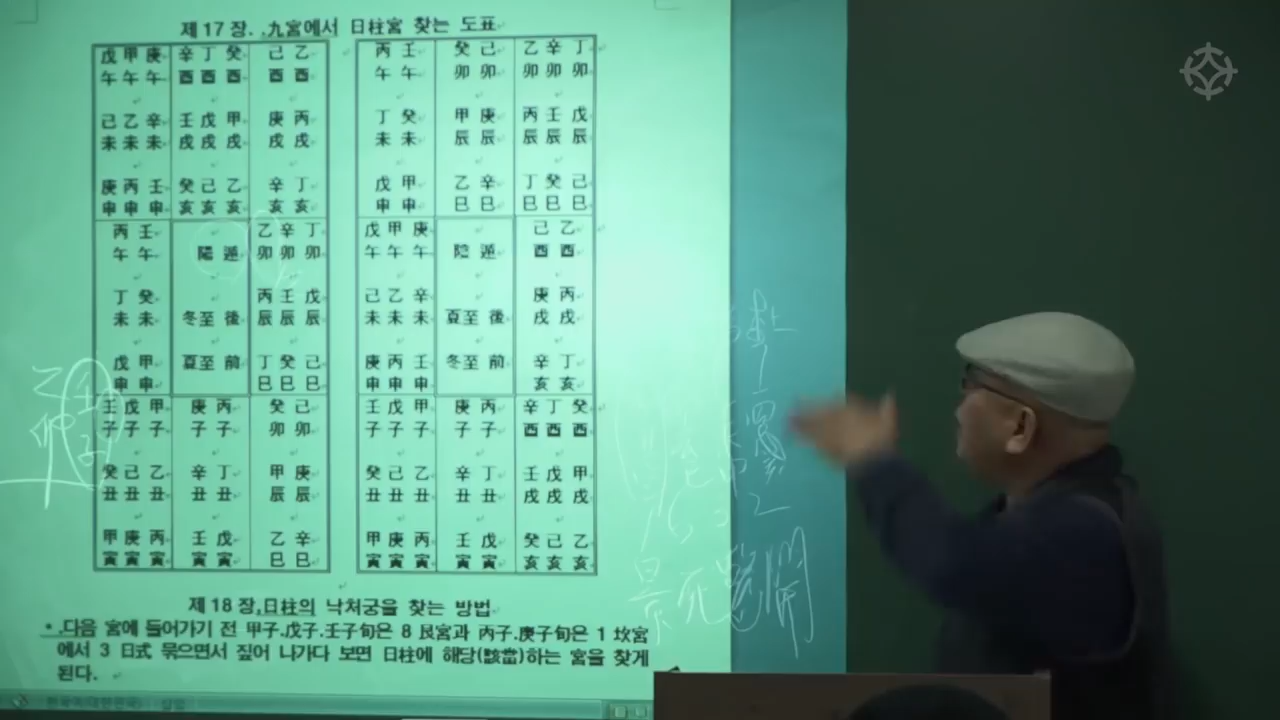 제 17 장. .九宮에서 日柱宮 찾는 도표
戊 甲 庚 辛 丁 癸 己 乙 丙 壬 癸 己 乙 辛 丁
午 午 午 酉 酉 酉 酉 酉 午 午 卯 卯 卯 卯 卯
己 乙 辛 壬 戊 甲 庚 丙 丁 癸 甲 庚 丙 壬 戊
未 未 未 戌 戌 戌 戌 戌 未 未 辰 辰 辰 辰 辰
庚 丙 壬 癸 己 乙 辛 丁 戊 甲 乙 辛 丁 癸 己
申 申 申 亥 亥 亥 亥 亥 申 申 巳 巳 巳 巳 巳
丙 壬 乙 辛 丁 戊 甲 庚 己 乙
午 午 陽 遁 卯 卯 卯 午 午 午 陰 遁 酉 酉
丁 癸 丙 壬 戊 己 乙 辛 庚 丙
未 未 冬至 後 辰 辰 辰 未 未 未 夏至 後 戌 戌
戊 甲 夏至 前 丁 癸 己 庚 丙 壬 冬至 前 辛 丁
申 申 巳 巳 巳 申 申 申 亥 亥
壬 戊 甲 庚 丙 癸 己 壬 戊 甲 庚 丙 辛 丁 癸
子 子 子 子 子 卯 卯 子 子 子 子 子 酉 酉 酉
癸 己 乙 辛 丁 甲 庚 癸 己 乙 辛 丁 壬 戊 甲
丑 丑 丑 丑 丑 辰 辰 丑 丑 丑 丑 丑 戌 戌 戌
甲 庚 丙 壬 戊 乙 辛 甲 庚 丙 壬 戊 癸 己 乙
寅 寅 寅 寅 寅 巳 巳 寅 寅 寅 寅 寅 亥 亥 亥
제 18 장,日柱의 낙처궁을 찾는 방법
• .다음 宮에 들어가기 전 甲子.戊子.壬子旬은 8 艮宮과 丙子.庚子旬은 1 坎宮
에서 3 日式 묶으면서 짚어 나가다 보면 日柱에 해당(該當)하는 宮을 찾게
된다.
景 死 驚 開